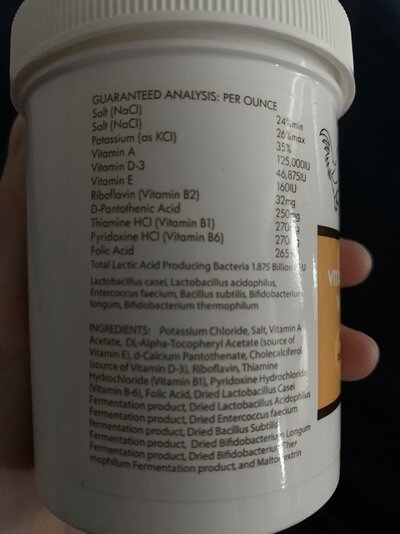 GUARANTEED ANALYSIS: PER OUNCE
Salt (NaCl) 24%min
Salt (NaCl) 26%max
Potassium (as KCl) 35%
Vitamin A 125,000IU
Vitamin D-3 46,875IU
Vitamin E 160IU
Riboflavin (Vitamin B2) 32mg
D-Pantothenic Acid 250mg
Thiamine HCl (Vitamin B1) 270mg
Pyridoxine HCl (Vitamin B6) 270mg
Folic Acid 265
Total Lactic Acid Producing Bacteria 1.875 Billion CFU
Lactobacillus casei, Lactobacillus acidophilus,
Enterococcus faecium, Bacillus subtilis, Bifidobacterium
longum, Bifidobacterium thermophilum
INGREDIENTS: Potassium Chloride, Salt, Vitamin A
Acetate, DL-Alpha-Tocopheryl Acetate (source of
Vitamin E), d-Calcium Pantothenate, Cholecalciferol
(source of Vitamin D-3), Riboflavin, Thiamine
Hydrochloride (Vitamin B1), Pyridoxine Hydrochloride
(Vitamin B-6), Folic Acid, Dried Lactobacillus Casei
Fermentation product, Dried Lactobacillus Acidophilus
Fermentation product, Dried Enterococcus faecium
Fermentation product, Dried Bacillus Subtilis
Fermentation product, Dried Bifidobacterium Longum
Fermentation product, Dried Bifidobacterium Ther
mophilum Fermentation product, and Maltodextrin